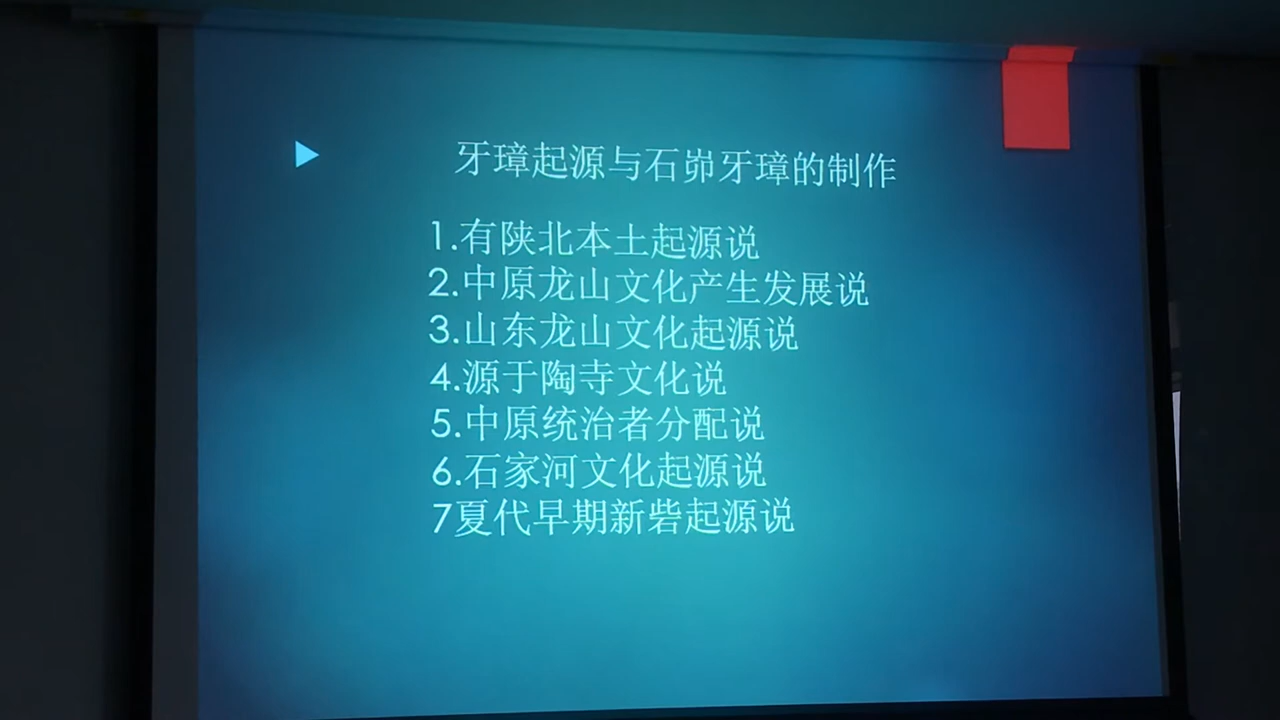 牙璋起源与石峁牙璋的制作
1.有陕北本土起源说
2.中原龙山文化产生发展说
3.山东龙山文化起源说
4.源于陶寺文化说
5.中原统治者分配说
6.石家河文化起源说
7夏代早期新砦起源说